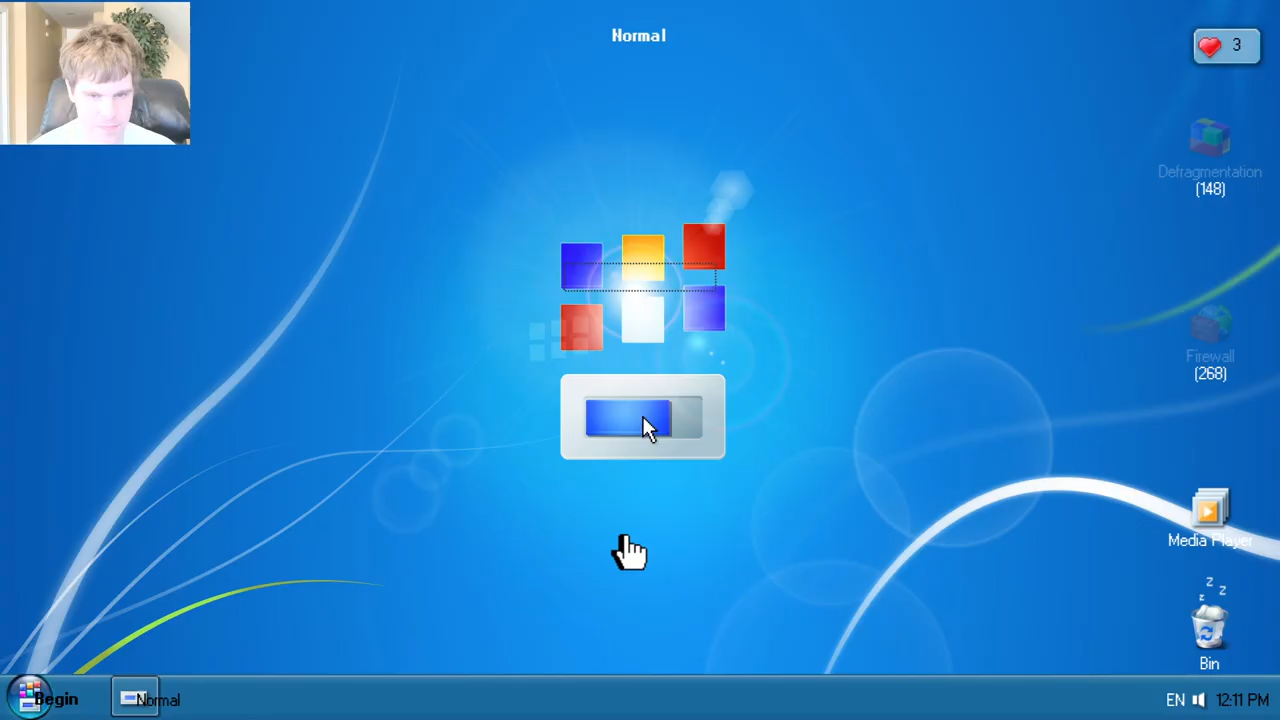 Normal
3
Defragmentation
(148)
Firewall
(268)
Media Player
z z
z
Bin
Begin
Normal
EN 12:11 PM